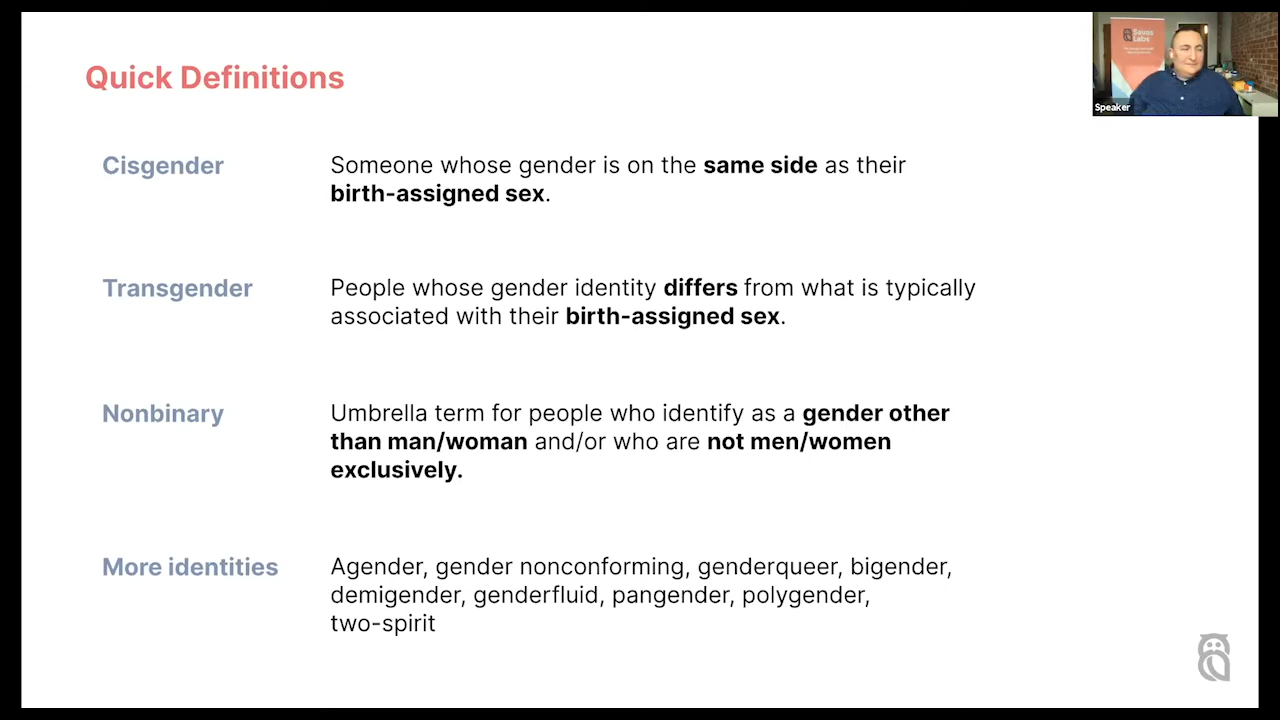 Quick Definitions
Cisgender
Someone whose gender is on the same side as their
birth-assigned sex.
Transgender
People whose gender identity differs from what is typically
associated with their birth-assigned sex.
Nonbinary
Umbrella term for people who identify as a gender other
than man/woman and/or who are not men/women
exclusively.
More identities
Agender, gender nonconforming, genderqueer, bigender,
demigender, genderfluid, pangender, polygender,
two-spirit
Labs
Speaker